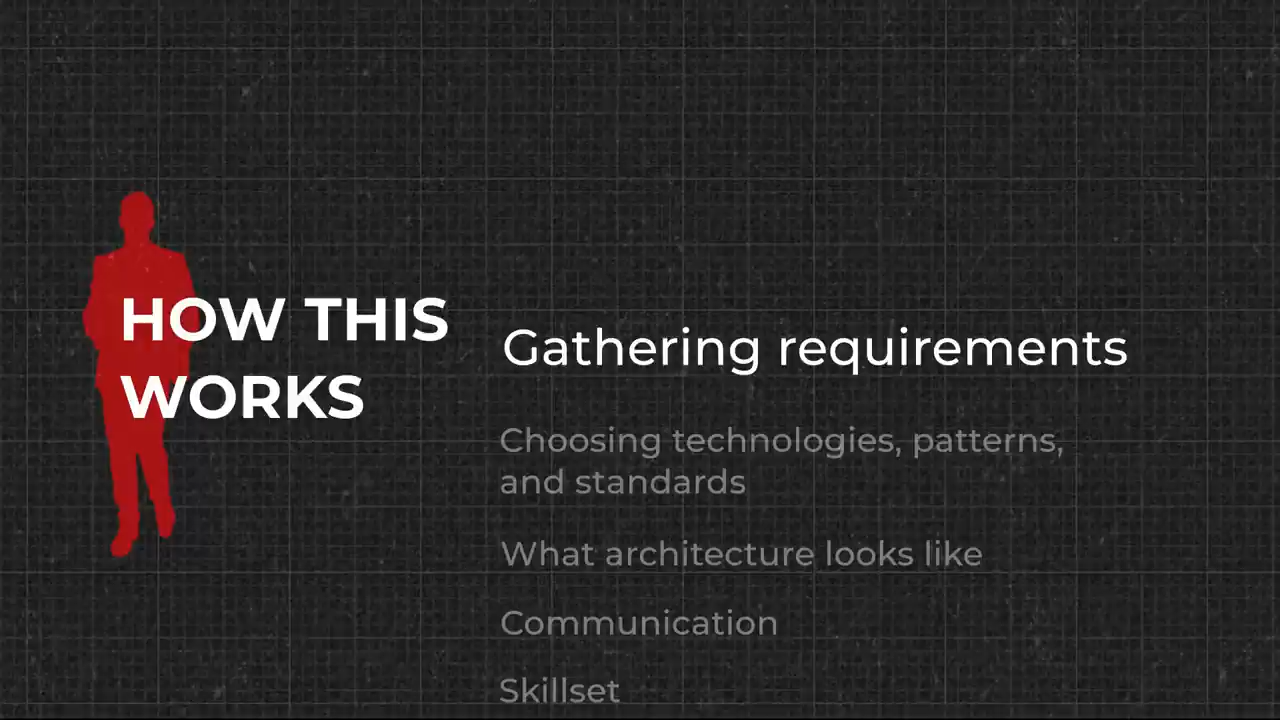 HOW THIS
WORKS
Gathering requirements
Choosing technologies, patterns,
and standards
What architecture looks like
Communication
Skillset